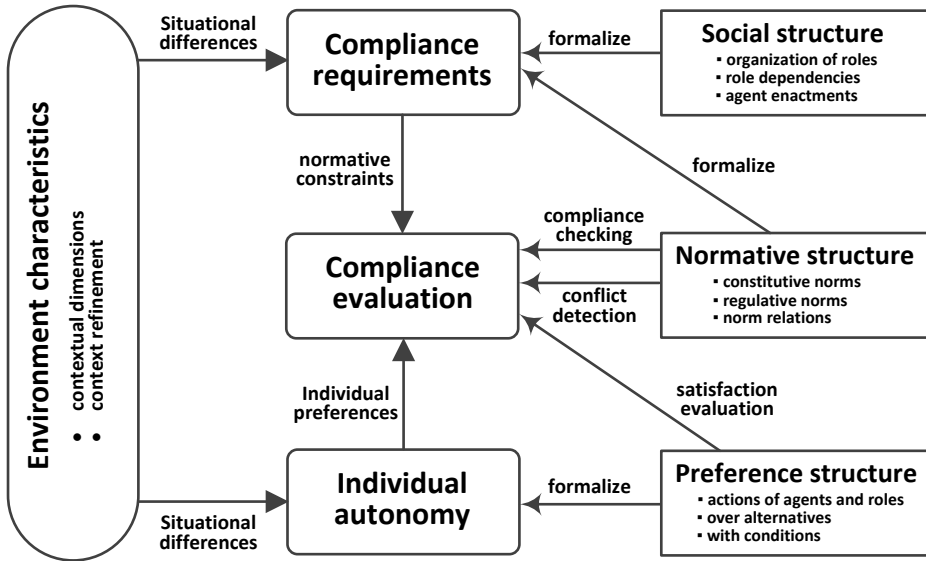 Environment characteristics
• contextual dimensions
• context refinement
Situational
differences
Compliance
requirements
formalize
Social structure
▪ organization of roles
▪ role dependencies
▪ agent enactments
normative
constraints
formalize
compliance
checking
Compliance
evaluation
conflict
detection
Normative structure
▪ constitutive norms
▪ regulative norms
▪ norm relations
Individual
preferences
satisfaction
evaluation
Situational
differences
Individual
autonomy
formalize
Preference structure
▪ actions of agents and roles
▪ over alternatives
▪ with conditions